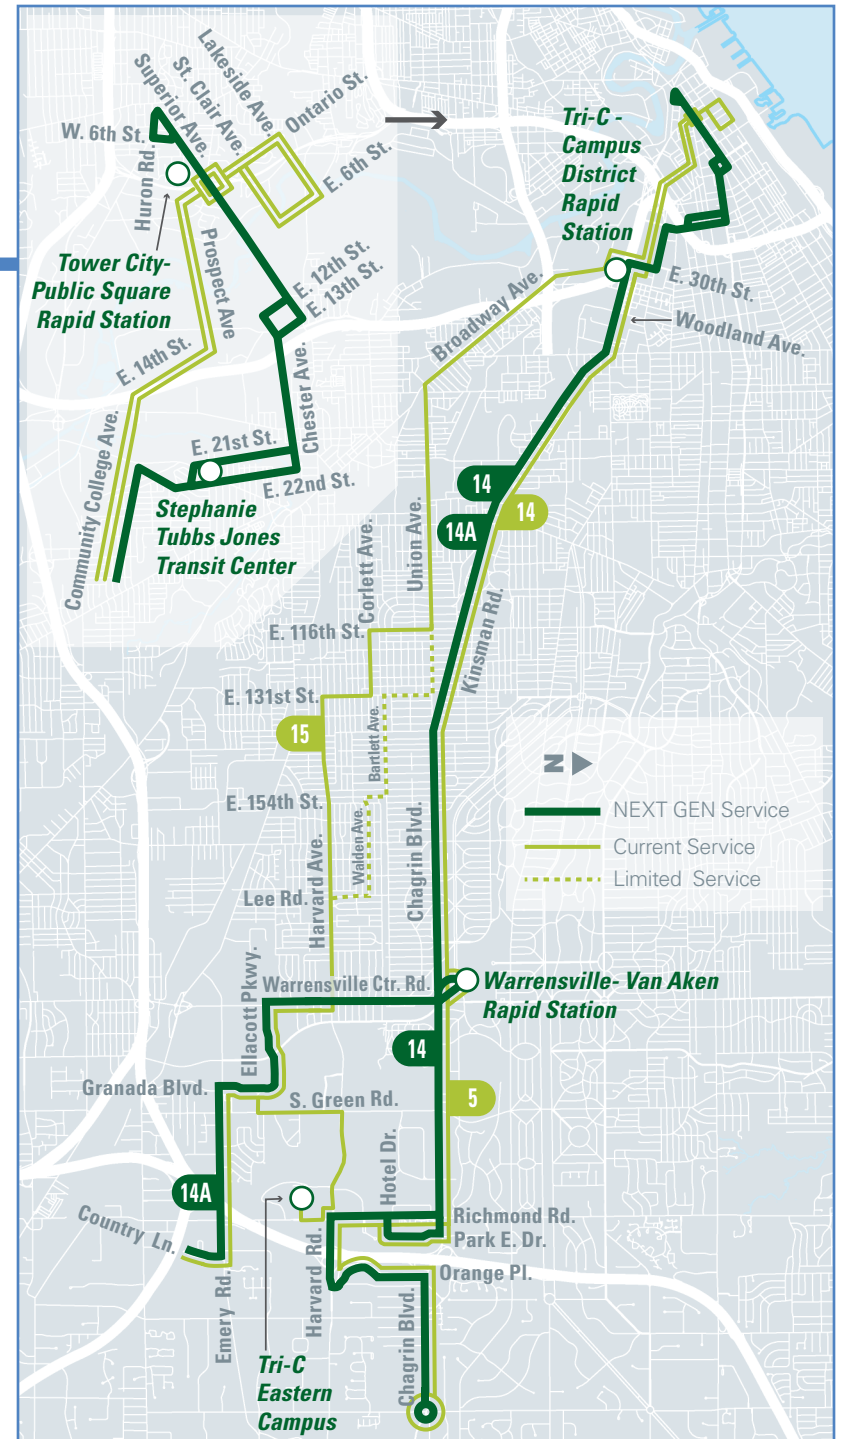 Lakeside Ave.
St. Clair Ave.
Superior Ave.
Ontario St.
W. 6th St.
Huron Rd.
E. 6th St.
Tower City-
Public Square
Rapid Station
Prospect Ave
E. 12th St.
E. 13th St.
E. 14th St.
Chester Ave.
Community College Ave.
E. 21st St.
E. 22nd St.
Stephanie
Tubbs Jones
Transit Center
Tri-C -
Campus
District
Rapid
Station
E. 30th St.
Woodland Ave.
Broadway Ave.
14
14
14A
Union Ave.
Corlett Ave.
Kinsman Rd.
E. 116th St.
E. 131st St.
15
Bartlett Ave.
N
NEXT GEN Service
Current Service
Limited Service
E. 154th St.
Walden Ave.
Harvard Ave.
Chagrin Blvd.
Lee Rd.
Warrensville Ctr. Rd.
Warrensville- Van Aken
Rapid Station
Ellacott Pkwy.
14
Granada Blvd.
S. Green Rd.
5
Hotel Dr.
14A
Country Ln.
Richmond Rd.
Park E. Dr.
Orange Pl.
Emery Rd.
Harvard Rd.
Chagrin Blvd.
Tri-C
Eastern
Campus